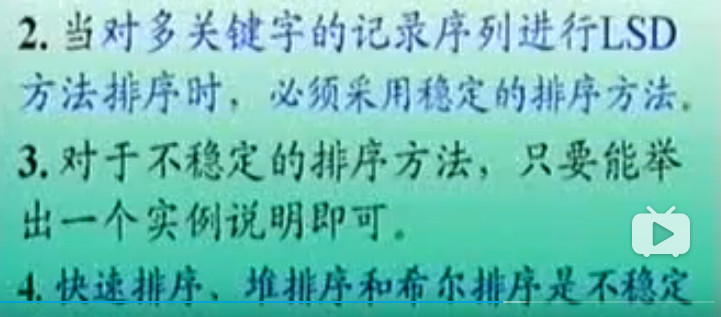 2. 当对多关键字的记录序列进行LSD
方法排序时，必须采用稳定的排序方法。
3. 对于不稳定的排序方法，只要能举
出一个实例说明即可。
4. 快速排序、堆排序和希尔排序是不稳定